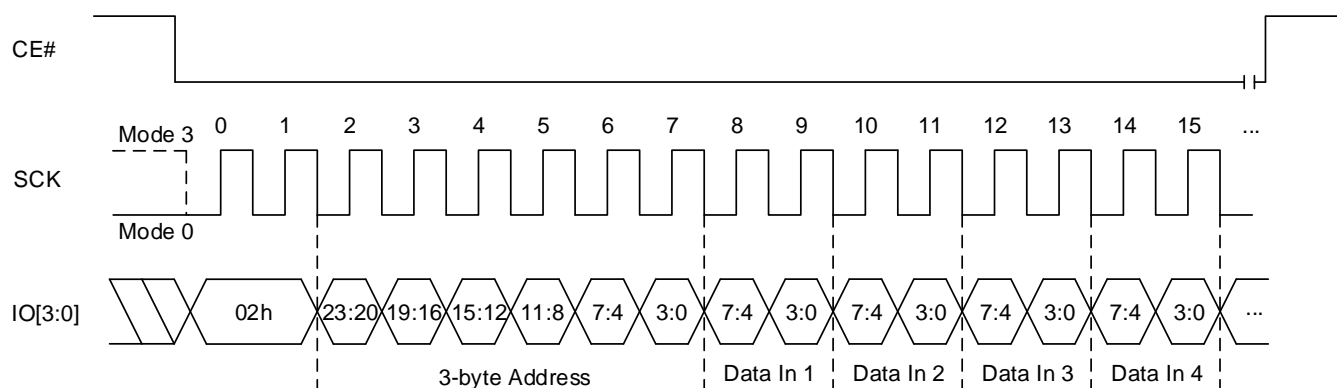 CE#
0 1 2 3 4 5 6 7 8 9 10 11 12 13 14 15 ...
Mode 3
SCK
Mode 0
IO[3:0] 02h 23:20 19:16 15:12 11:8 7:4 3:0 7:4 3:0 7:4 3:0 7:4 3:0 7:4 3:0 ...
3-byte Address Data In 1 Data In 2 Data In 3 Data In 4